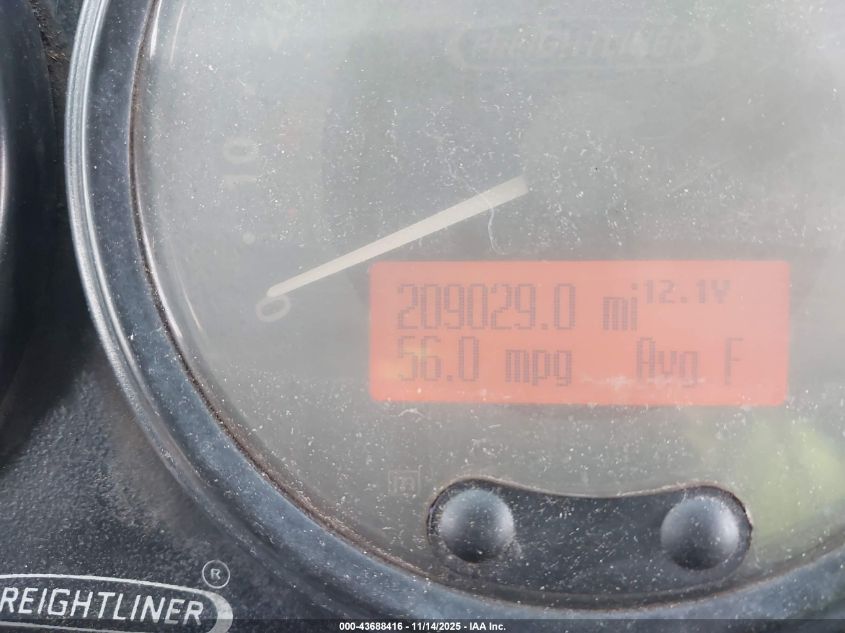 FREIGHTLINER
10
0
209029.0 mi 12.1V
56.0 mpg Avg F
m
REIGHTLINER ®
000-43688416 - 11/14/2025 - IAA Inc.